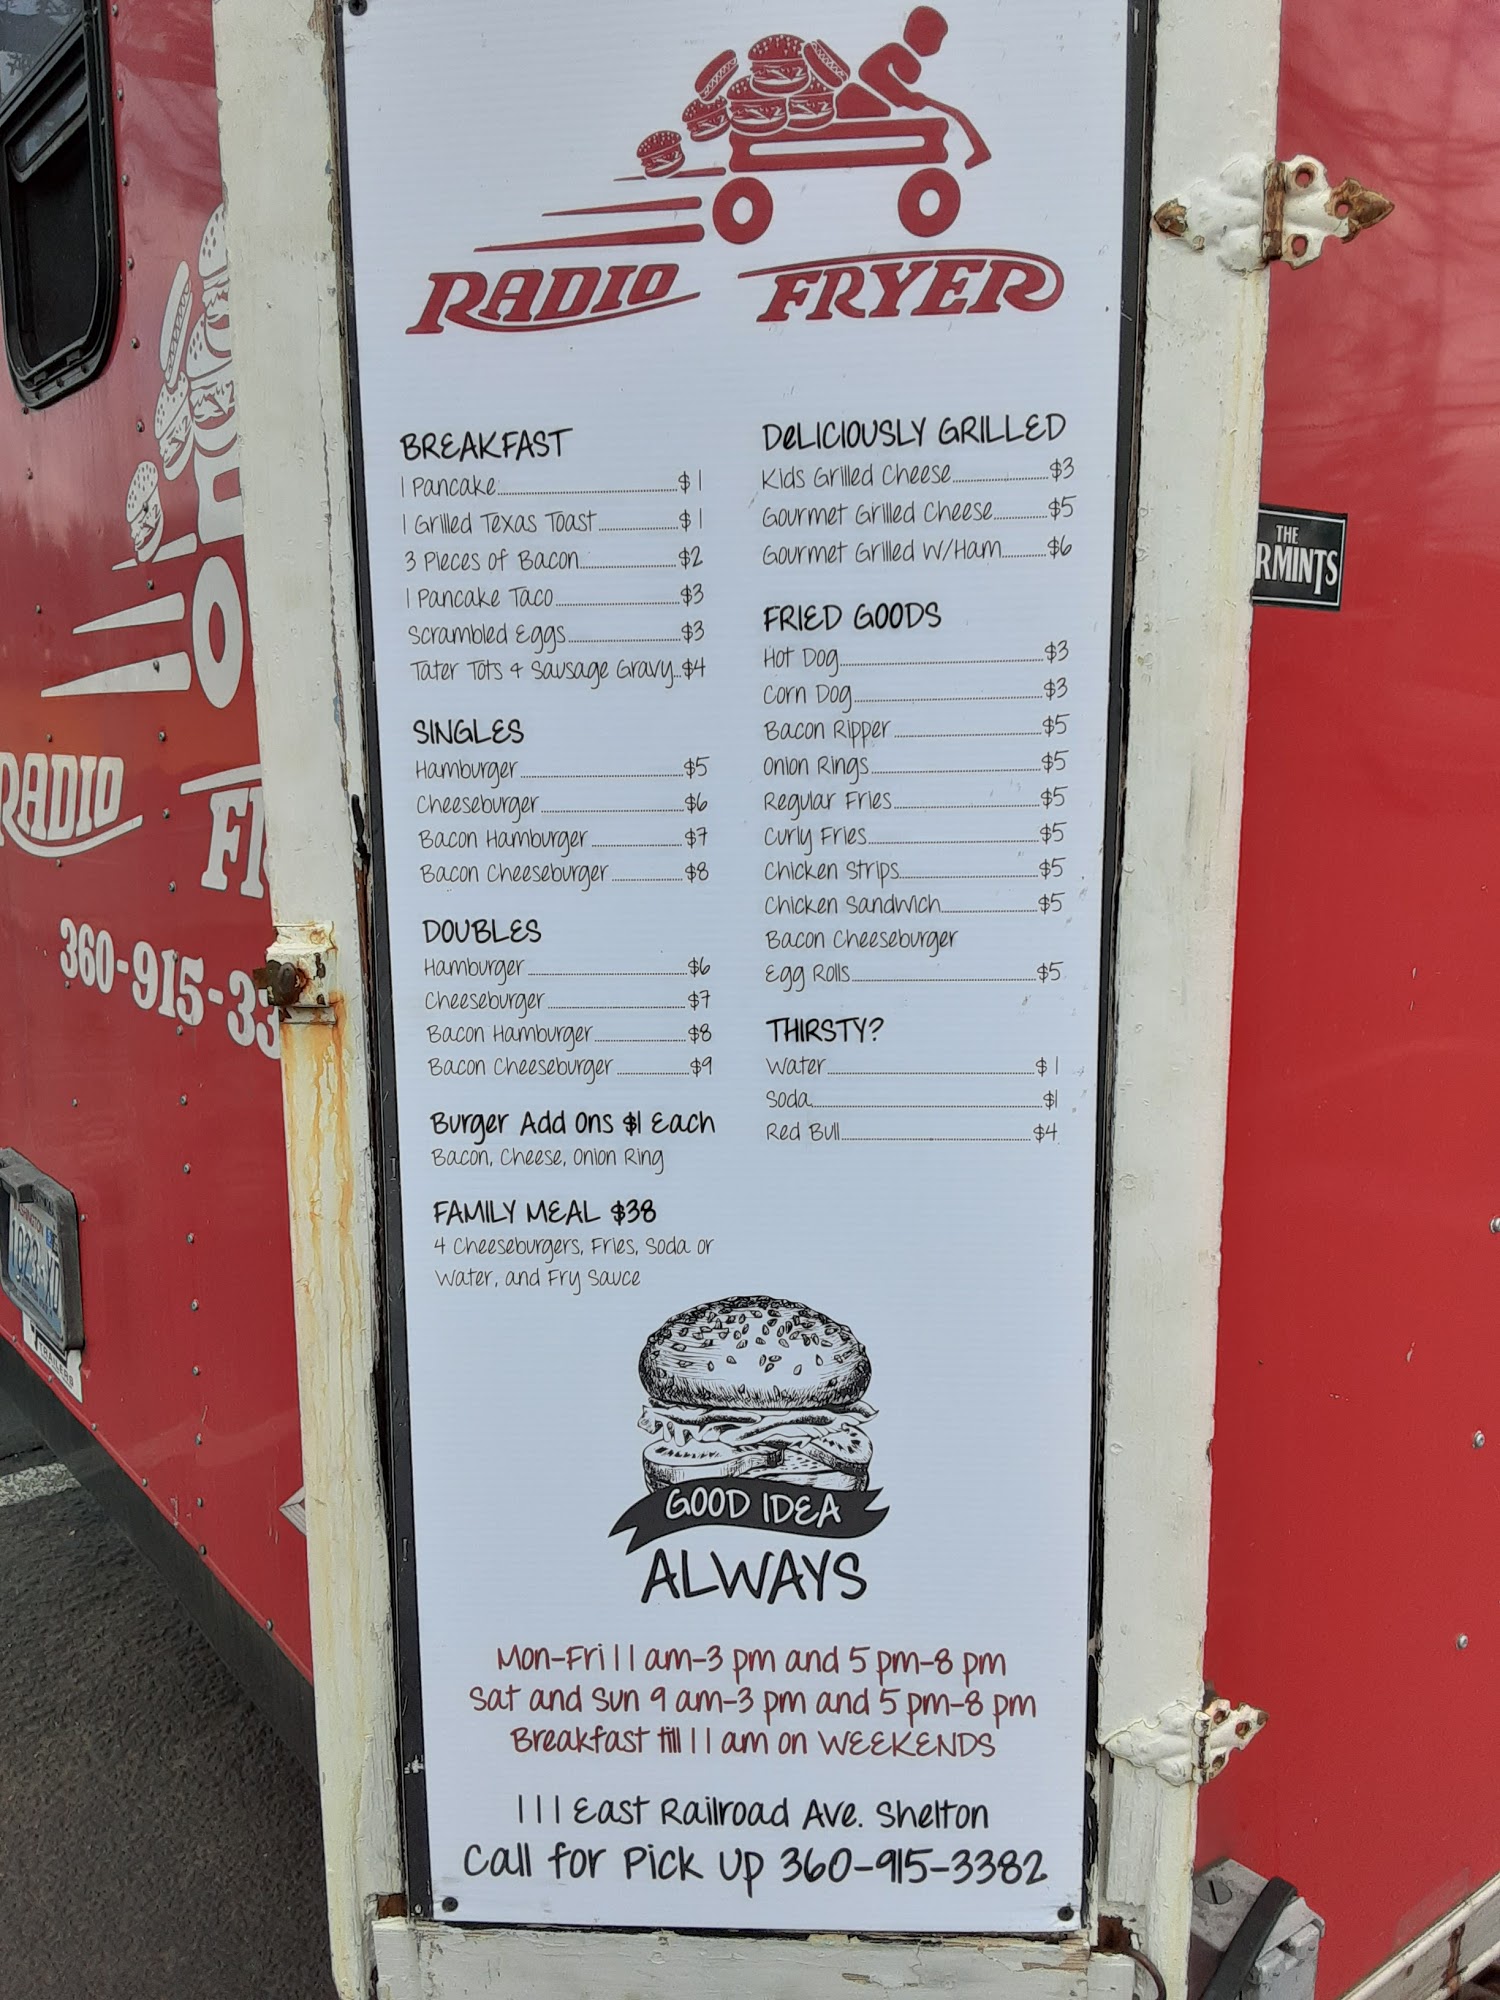 RADIO FRYER
BREAKFAST
1 Pancake $1
1 Grilled Texas Toast $1
3 Pieces of Bacon $2
1 Pancake Taco $3
Scrambled Eggs $3
Tater Tots & Sausage Gravy $4
SINGLES
Hamburger $5
Cheeseburger $6
Bacon Hamburger $7
Bacon Cheeseburger $8
DOUBLES
Hamburger $6
Cheeseburger $7
Bacon Hamburger $8
Bacon Cheeseburger $9
Burger Add Ons $1 Each
Bacon, Cheese, Onion Ring
FAMILY MEAL $38
4 Cheeseburgers, Fries, Soda or
Water, and Fry Sauce
DeLICIOUSLY GRILLED
Kids Grilled Cheese $3
Gourmet Grilled Cheese $5
Gourmet Grilled W/Ham $6
FRIED GOODS
Hot Dog $3
Corn Dog $3
Bacon Ripper $5
Onion Rings $5
Regular Fries $5
Curly Fries $5
Chicken Strips $5
Chicken Sandwich $5
Bacon Cheeseburger
Egg Rolls $5
THIRSTY?
Water $1
Soda $1
Red Bull $4
GOOD IDEA
ALWAYS
Mon-Fri 11 am-3 pm and 5 pm-8 pm
Sat and Sun 9 am-3 pm and 5 pm-8 pm
Breakfast till 11 am on WEEKENDS
111 East Railroad Ave. Shelton
Call for Pick Up 360-915-3382
RADIO
360-915-33
THE
RMINTS